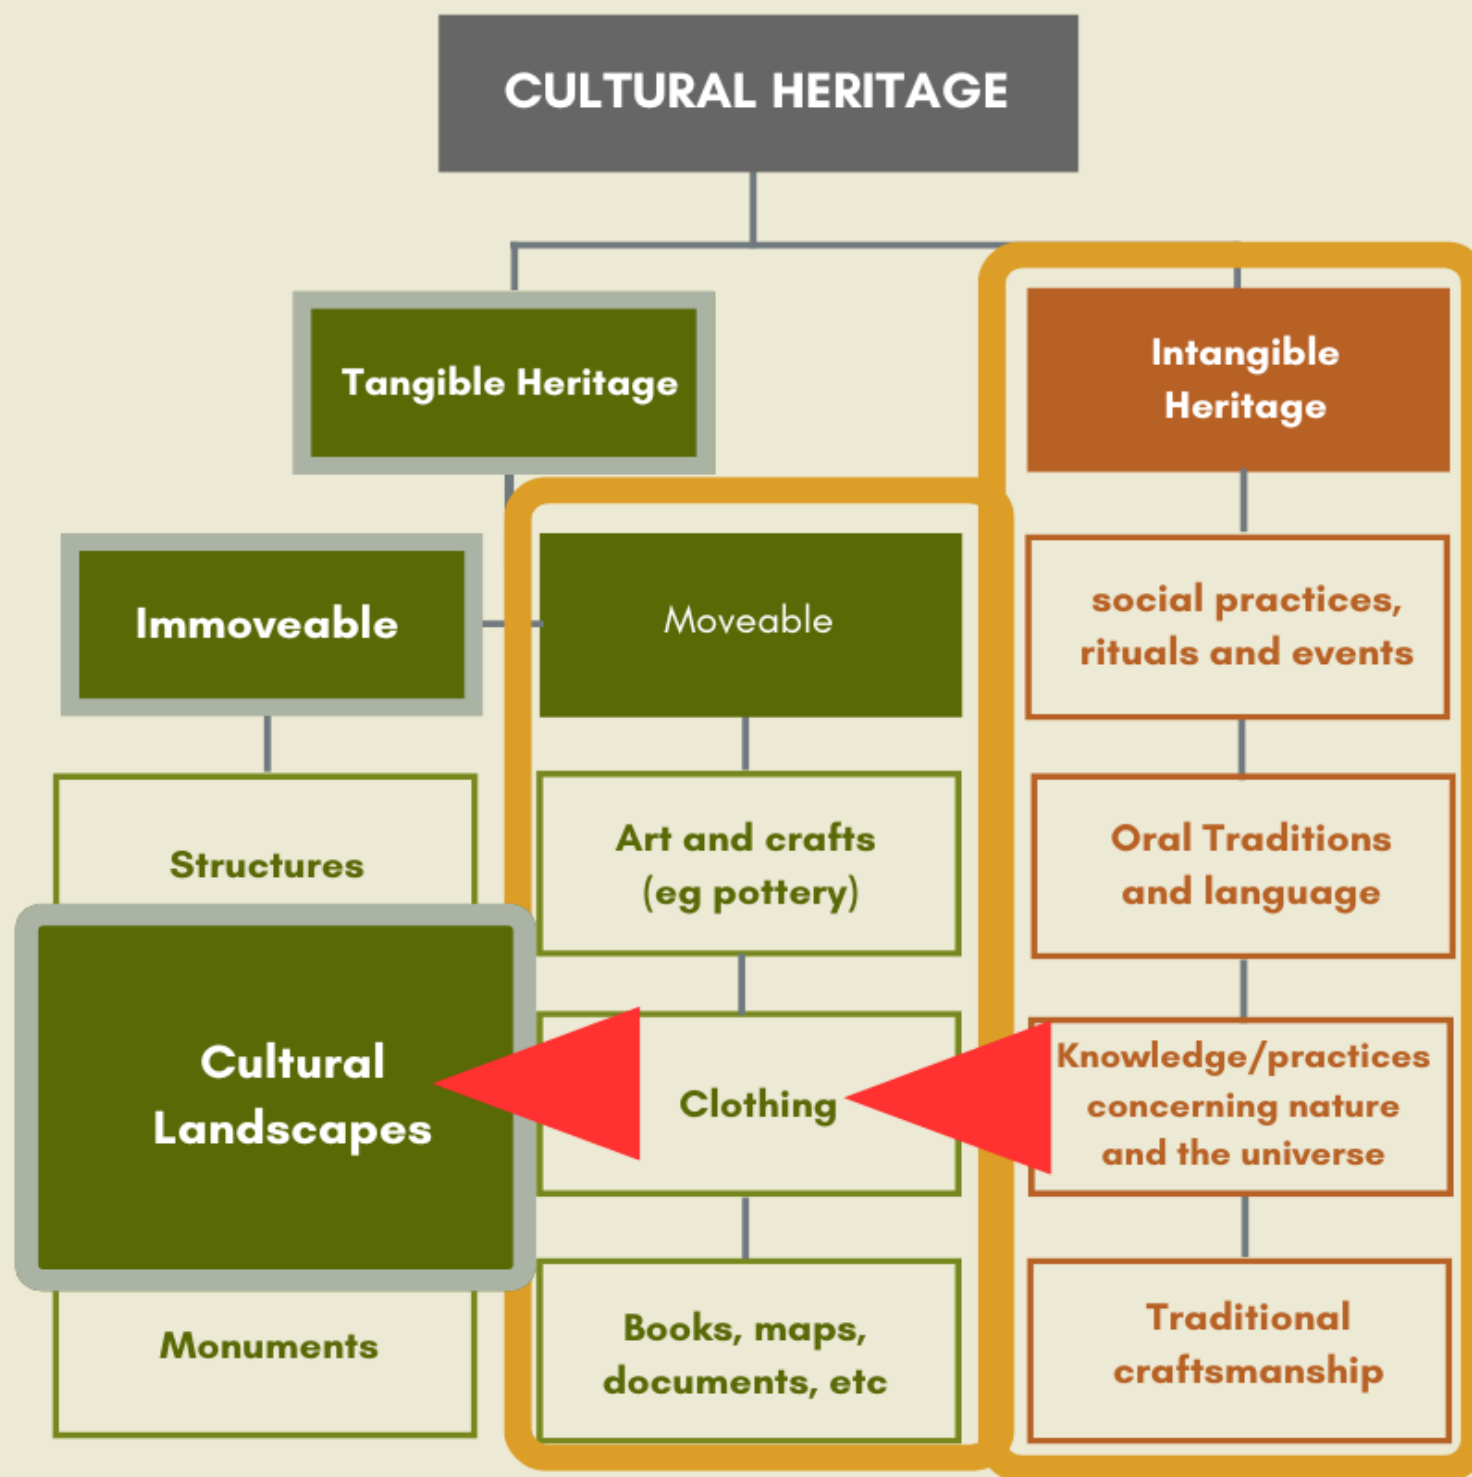 CULTURAL HERITAGE
Tangible Heritage
Intangible
Heritage
Immoveable
Moveable
social practices,
rituals and events
Structures
Art and crafts
(eg pottery)
Oral Traditions
and language
Cultural
Landscapes
Clothing
Knowledge/practices
concerning nature
and the universe
Monuments
Books, maps,
documents, etc
Traditional
craftsmanship